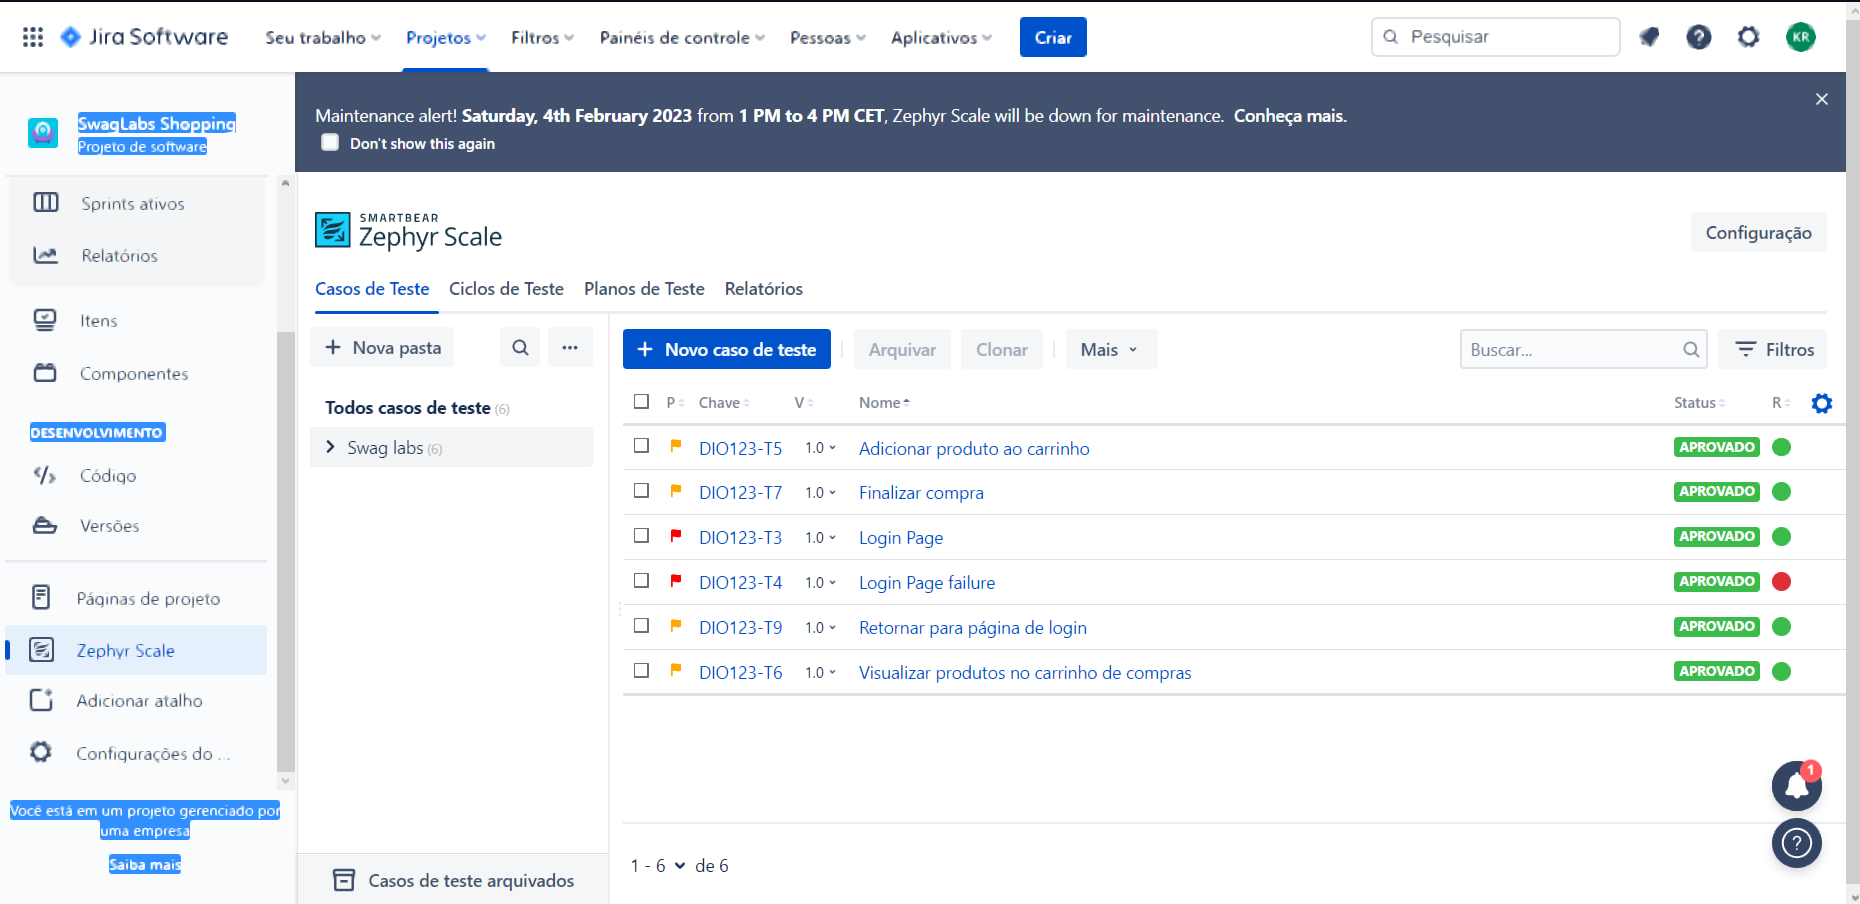 Jira Software
Seu trabalho
Projetos
Filtros
Painéis de controle
Pessoas
Aplicativos
Criar
Pesquisar
KR
SwagLabs Shopping
Projeto de software
Sprints ativos
Relatórios
Itens
Componentes
DESENVOLVIMENTO
Código
Versões
Páginas de projeto
Zephyr Scale
Adicionar atalho
Configurações do ...
Você está em um projeto gerenciado por
uma empresa
Saiba mais
Maintenance alert! Saturday, 4th February 2023 from 1 PM to 4 PM CET, Zephyr Scale will be down for maintenance. Conheça mais.
Don't show this again
SMARTBEAR
Zephyr Scale
Configuração
Casos de Teste
Ciclos de Teste
Planos de Teste
Relatórios
+ Nova pasta
...
Todos casos de teste (6)
Swag labs (6)
Casos de teste arquivados
+ Novo caso de teste
Arquivar
Clonar
Mais
Buscar...
Filtros
P Chave V Nome Status R
DIO123-T5 1.0 Adicionar produto ao carrinho APROVADO
DIO123-T7 1.0 Finalizar compra APROVADO
DIO123-T3 1.0 Login Page APROVADO
DIO123-T4 1.0 Login Page failure APROVADO
DIO123-T9 1.0 Retornar para página de login APROVADO
DIO123-T6 1.0 Visualizar produtos no carrinho de compras APROVADO
1
1 - 6 de 6